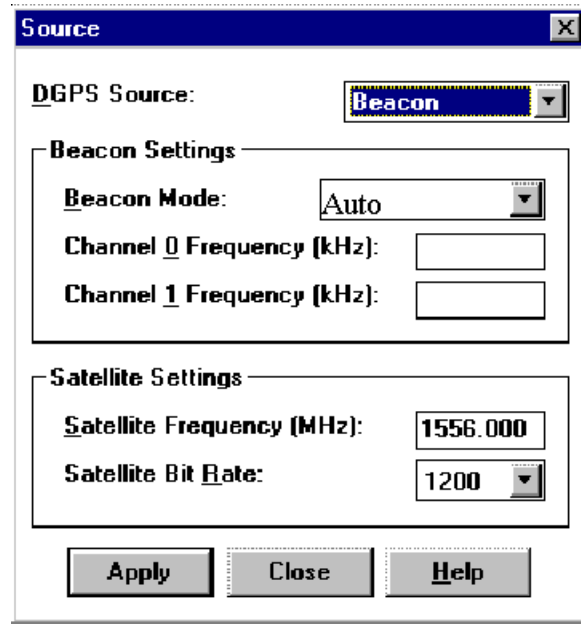 Source
DGPS Source: Beacon
Beacon Settings
Beacon Mode: Auto
Channel 0 Frequency (kHz):
Channel 1 Frequency (kHz):
Satellite Settings
Satellite Frequency (MHz): 1556.000
Satellite Bit Rate: 1200
Apply Close Help